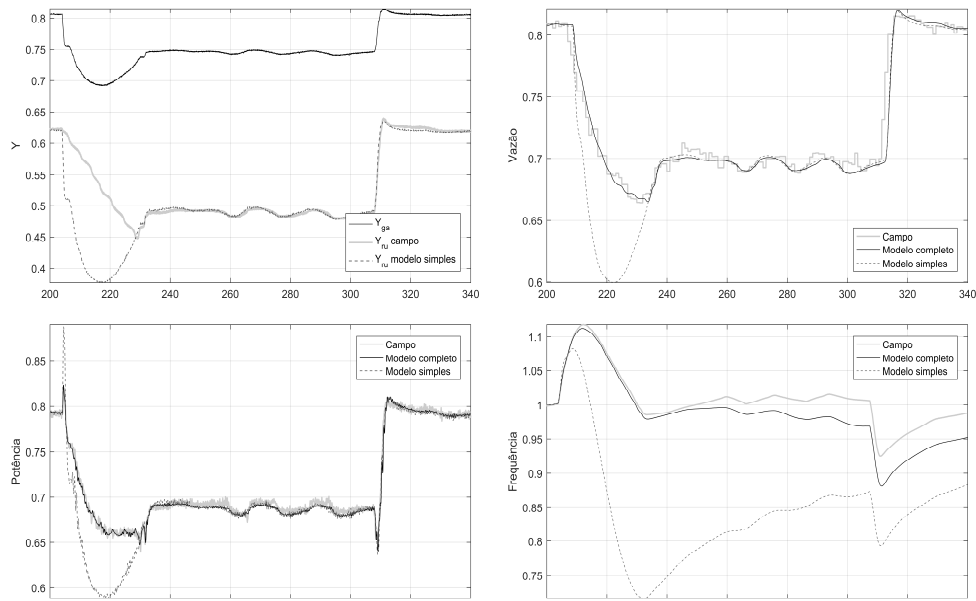 0.8
0.75
0.7
0.65
0.6
0.55
0.5
0.45
0.4
Y
Y ga
Y ru campo
Y ru modelo simples
200 220 240 260 280 300 320 340
0.8
0.75
0.7
0.65
0.6
Vazão
Campo
Modelo completo
Modelo simples
200 220 240 260 280 300 320 340
0.85
0.8
0.75
0.7
0.65
0.6
Potência
Campo
Modelo completo
Modelo simples
1.1
1.05
1
0.95
0.9
0.85
0.8
0.75
Frequência
Campo
Modelo completo
Modelo simples